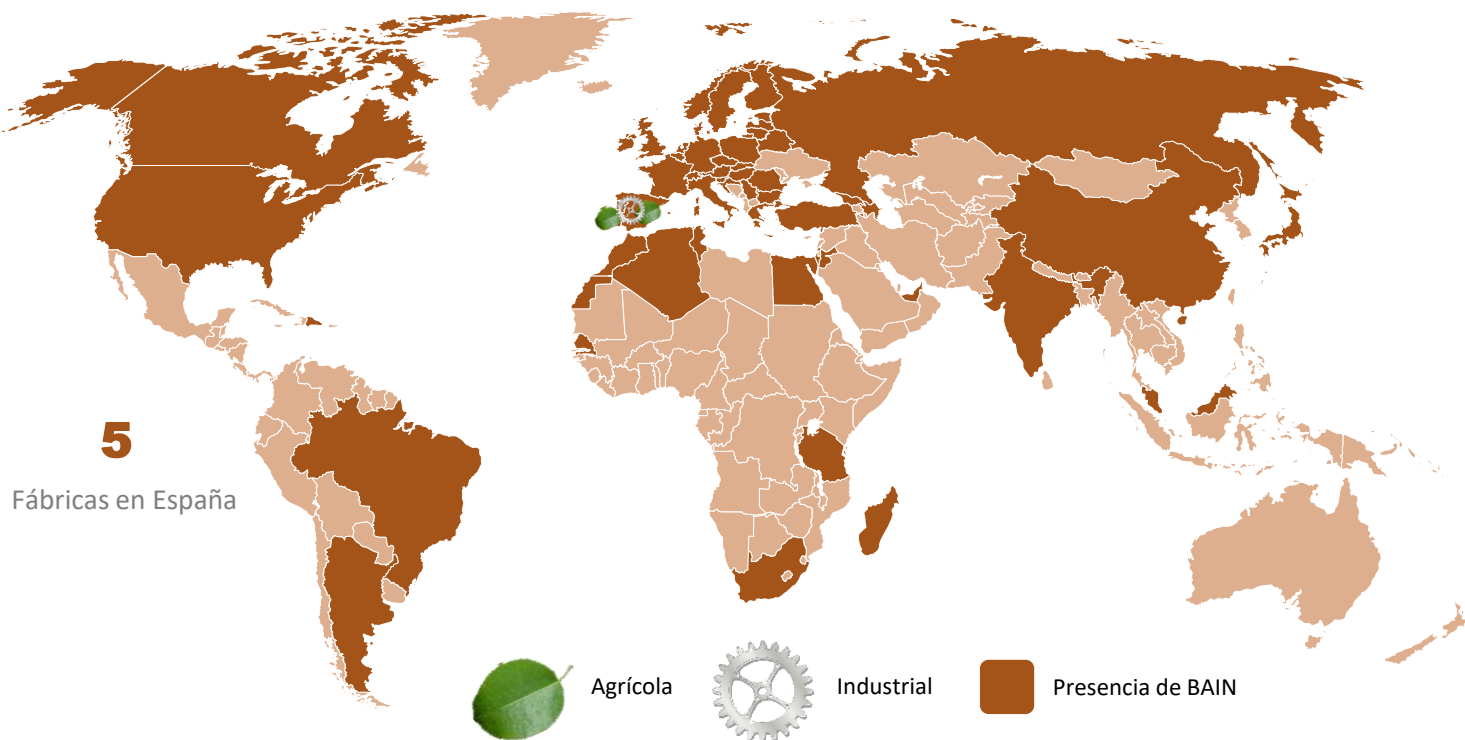 5
Fábricas en España
Agrícola
Industrial
Presencia de BAIN